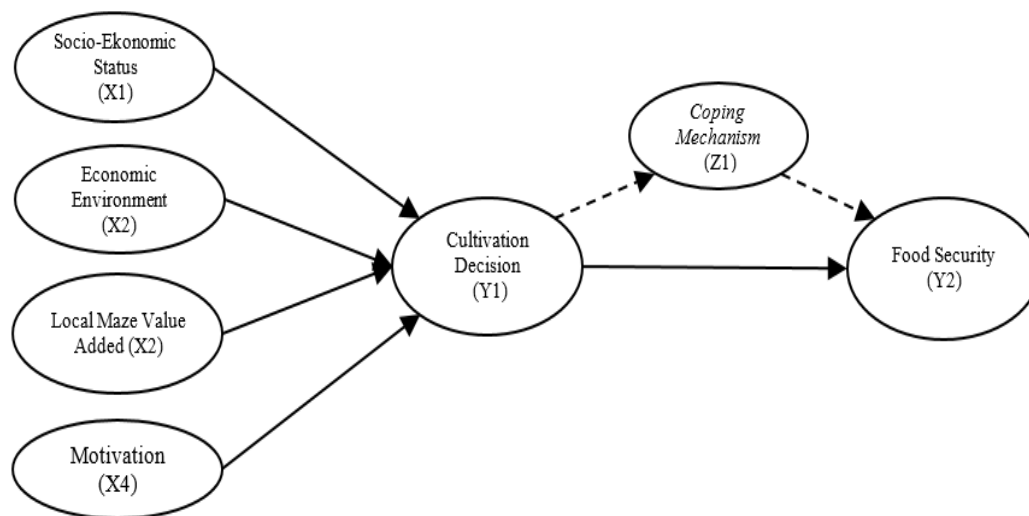 Socio-Ekonomic
Status
(X1)
Economic
Environment
(X2)
Local Maze Value
Added (X2)
Motivation
(X4)
Cultivation
Decision
(Y1)
Coping
Mechanism
(Z1)
Food Security
(Y2)